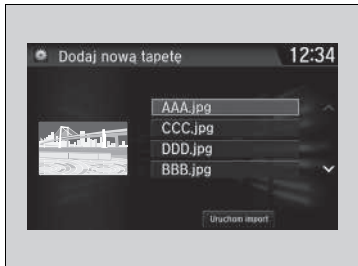 Dodaj nową tapetę
12:34
AAA.jpg
CCC.jpg
DDD.jpg
BBB.jpg
Uruchom import